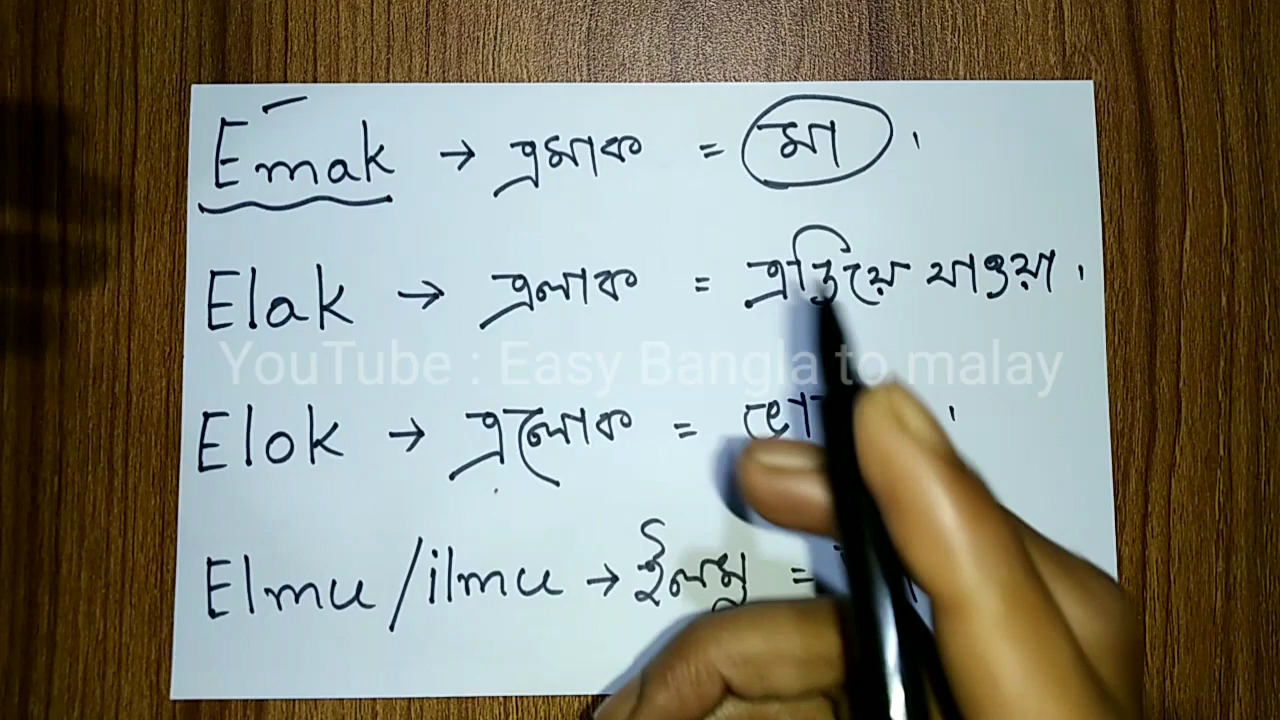 Emak → এমাক = মা ।
Elak → এলাক = এড়িয়ে যাওয়া ।
YouTube : Easy Bangla to malay
Elok → এলোক = ।
Elmu / ilmu → ইলমু =